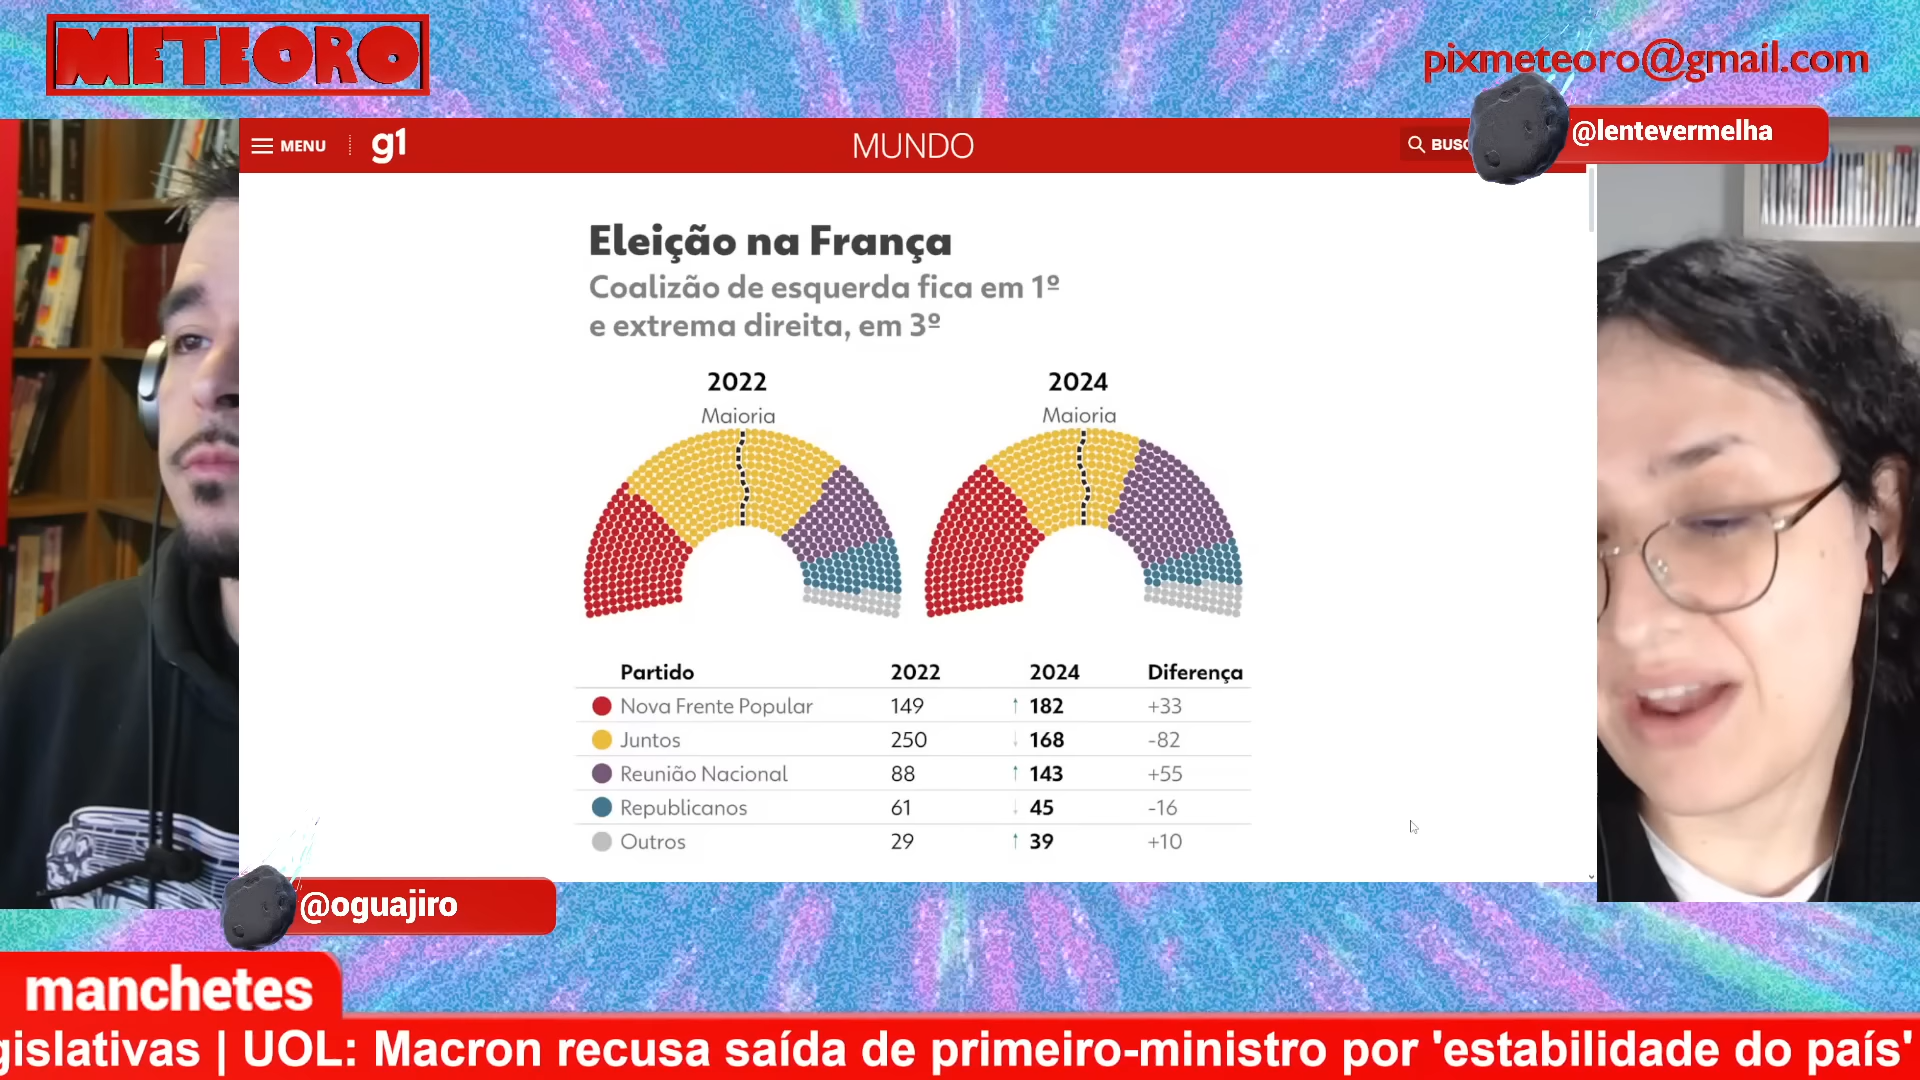 METEORO
pixmeteoro@gmail.com
@lentevermelha
MENU
g1
MUNDO
Eleição na França
Coalizão de esquerda fica em 1º
e extrema direita, em 3º
2022
2024
Maioria
Maioria
Partido 2022 2024 Diferença
Nova Frente Popular 149 ↑ 182 +33
Juntos 250 ↓ 168 -82
Reunião Nacional 88 ↑ 143 +55
Republicanos 61 ↓ 45 -16
Outros 29 ↑ 39 +10
@oguajiro
manchetes
gislativas | UOL: Macron recusa saída de primeiro-ministro por 'estabilidade do país'